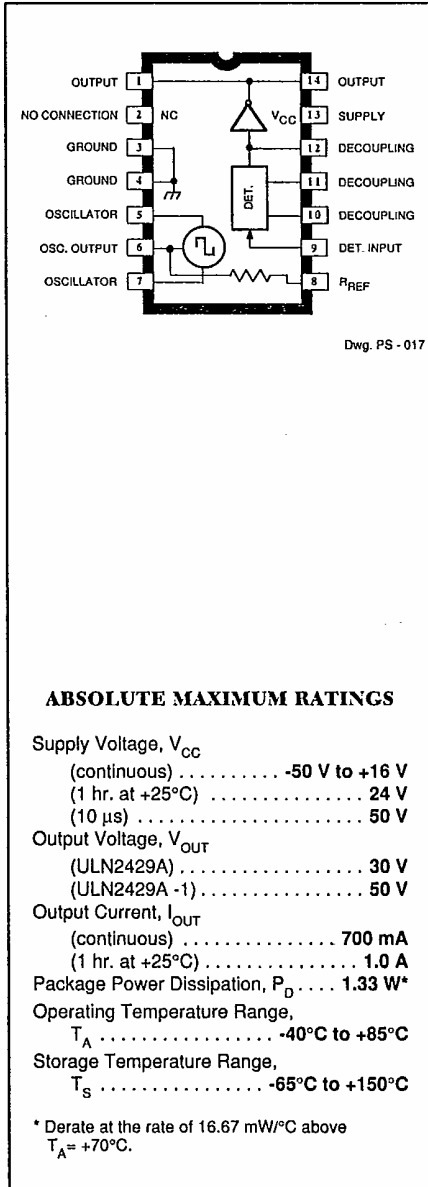 OUTPUT 1 14 OUTPUT
NO CONNECTION 2 NC VCC 13 SUPPLY
GROUND 3 12 DECOUPLING
GROUND 4 DET. 11 DECOUPLING
OSCILLATOR 5 10 DECOUPLING
OSC. OUTPUT 6 9 DET. INPUT
OSCILLATOR 7 8 RREF
Dwg. PS - 017
ABSOLUTE MAXIMUM RATINGS
Supply Voltage, VCC
(continuous) . . . . . . . . . . -50 V to +16 V
(1 hr. at +25°C) . . . . . . . . . . . . . . . . 24 V
(10 µs) . . . . . . . . . . . . . . . . . . . . . . . 50 V
Output Voltage, VOUT
(ULN2429A) . . . . . . . . . . . . . . . . . . 30 V
(ULN2429A -1) . . . . . . . . . . . . . . . . . 50 V
Output Current, IOUT
(continuous) . . . . . . . . . . . . . . . 700 mA
(1 hr. at +25°C) . . . . . . . . . . . . . . . 1.0 A
Package Power Dissipation, PD . . . . 1.33 W*
Operating Temperature Range,
TA . . . . . . . . . . . . . . . . . -40°C to +85°C
Storage Temperature Range,
TS . . . . . . . . . . . . . . . . -65°C to +150°C
* Derate at the rate of 16.67 mW/°C above
TA= +70°C.